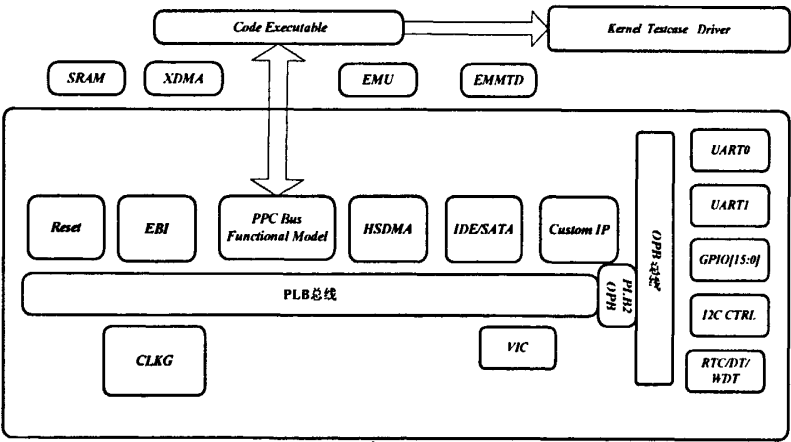 Code Executable
Kernel Testcase Driver
SRAM
XDMA
EMU
EMMTD
UART0
UART1
GPIO[15:0]
I2C CTRL
RTC/DT/
WDT
Reset
EBI
PPC Bus
Functional Model
HSDMA
IDE/SATA
Custom IP
OPB总线
PLB2
OPB
PLB总线
CLKG
VIC